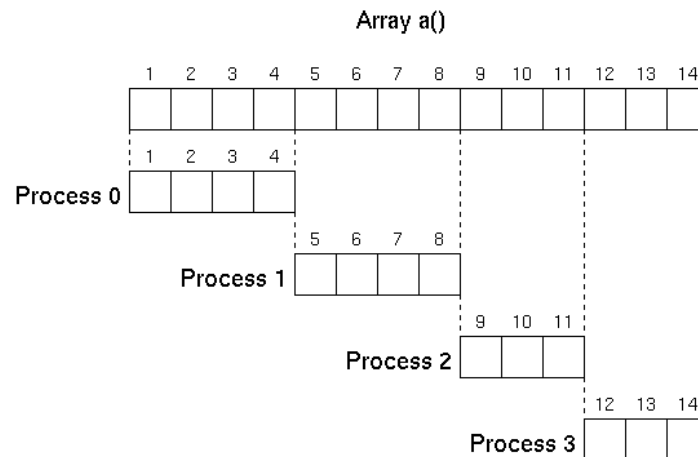 Array a()
1 2 3 4 5 6 7 8 9 10 11 12 13 14
1 2 3 4
Process 0
5 6 7 8
Process 1
9 10 11
Process 2
12 13 14
Process 3